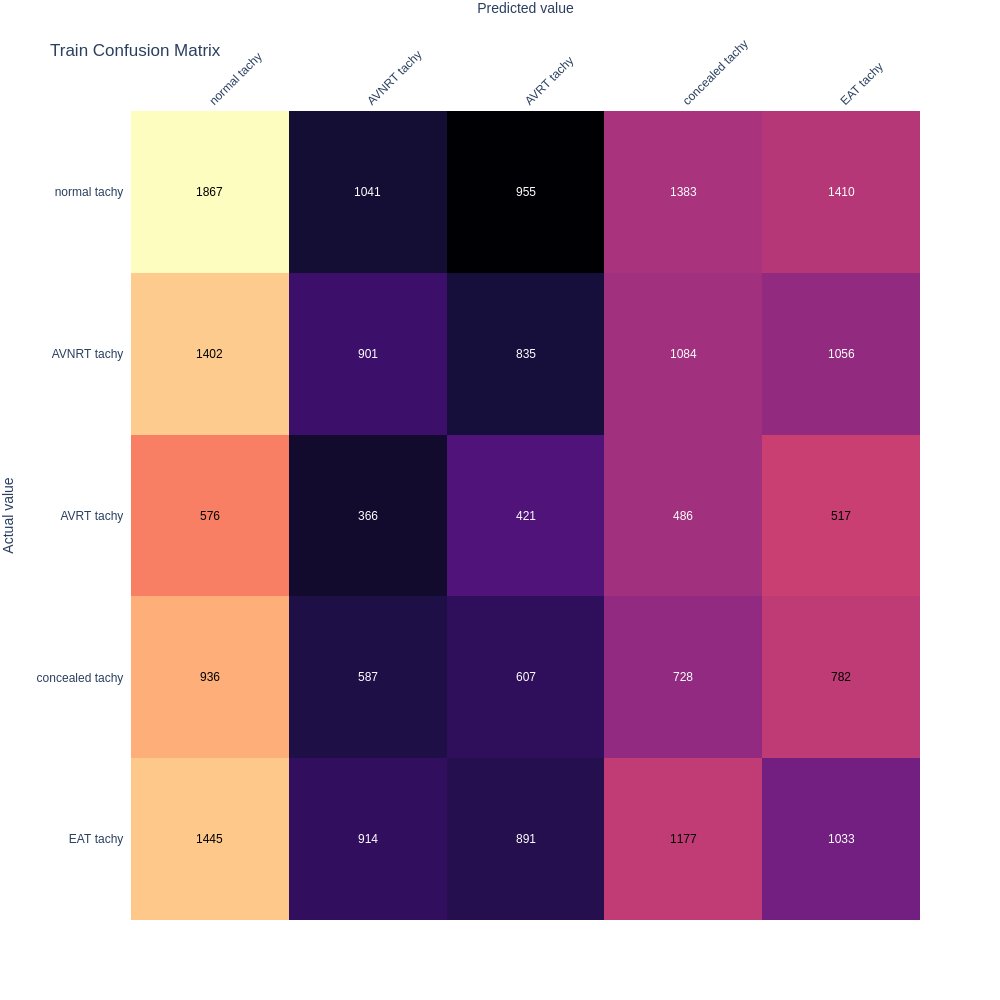 Predicted value
Train Confusion Matrix
normal tachy AVNRT tachy AVRT tachy concealed tachy EAT tachy
normal tachy 1867 1041 955 1383 1410
AVNRT tachy 1402 901 835 1084 1056
Actual value
AVRT tachy 576 366 421 486 517
concealed tachy 936 587 607 728 782
EAT tachy 1445 914 891 1177 1033